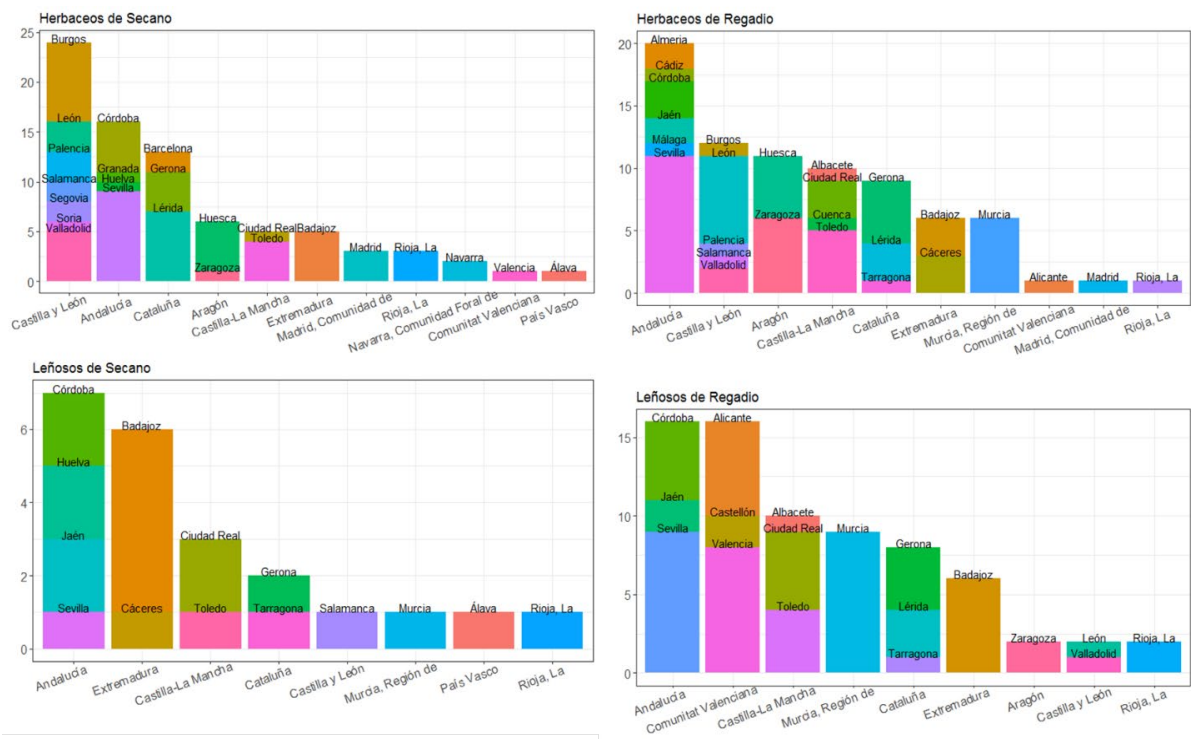 Herbaceos de Secano
25
20
15
10
5
0
Burgos
León
Palencia
Salamanca
Segovia
Soria
Valladolid
Córdoba
Granada
Huelva
Sevilla
Barcelona
Gerona
Lérida
Huesca
Zaragoza
Ciudad Real
Toledo
Badajoz
Madrid
Rioja, La
Navarra
Valencia
Álava
Castilla y León
Andalucía
Cataluña
Aragón
Castilla-La Mancha
Extremadura
Madrid, Comunidad de
Rioja, La
Navarra, Comunidad Foral de
Comunitat Valenciana
País Vasco
Herbaceos de Regadio
20
15
10
5
0
Almeria
Cádiz
Córdoba
Jaén
Málaga
Sevilla
Burgos
León
Palencia
Salamanca
Valladolid
Huesca
Zaragoza
Albacete
Ciudad Real
Cuenca
Toledo
Gerona
Lérida
Tarragona
Badajoz
Cáceres
Murcia
Alicante
Madrid
Rioja, La
Andalucía
Castilla y León
Aragón
Castilla-La Mancha
Cataluña
Extremadura
Murcia, Región de
Comunitat Valenciana
Madrid, Comunidad de
Rioja, La
Leñosos de Secano
6
4
2
0
Córdoba
Huelva
Jaén
Sevilla
Badajoz
Cáceres
Ciudad Real
Toledo
Gerona
Tarragona
Salamanca
Murcia
Álava
Rioja, La
Andalucía
Extremadura
Castilla-La Mancha
Cataluña
Castilla y León
Murcia, Región de
País Vasco
Rioja, La
Leñosos de Regadio
15
10
5
0
Córdoba
Jaén
Sevilla
Alicante
Castellón
Valencia
Albacete
Ciudad Real
Toledo
Murcia
Gerona
Lérida
Tarragona
Badajoz
Zaragoza
León
Valladolid
Rioja, La
Andalucía
Comunitat Valenciana
Castilla-La Mancha
Murcia, Región de
Cataluña
Extremadura
Aragón
Castilla y León
Rioja, La